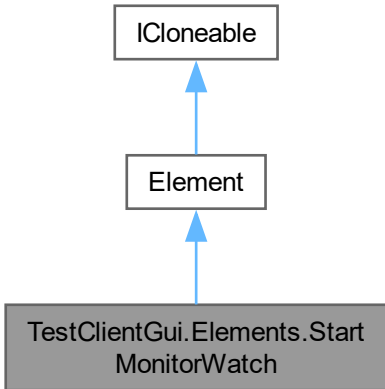 ICloneable
Element
TestClientGui.Elements.Start
MonitorWatch